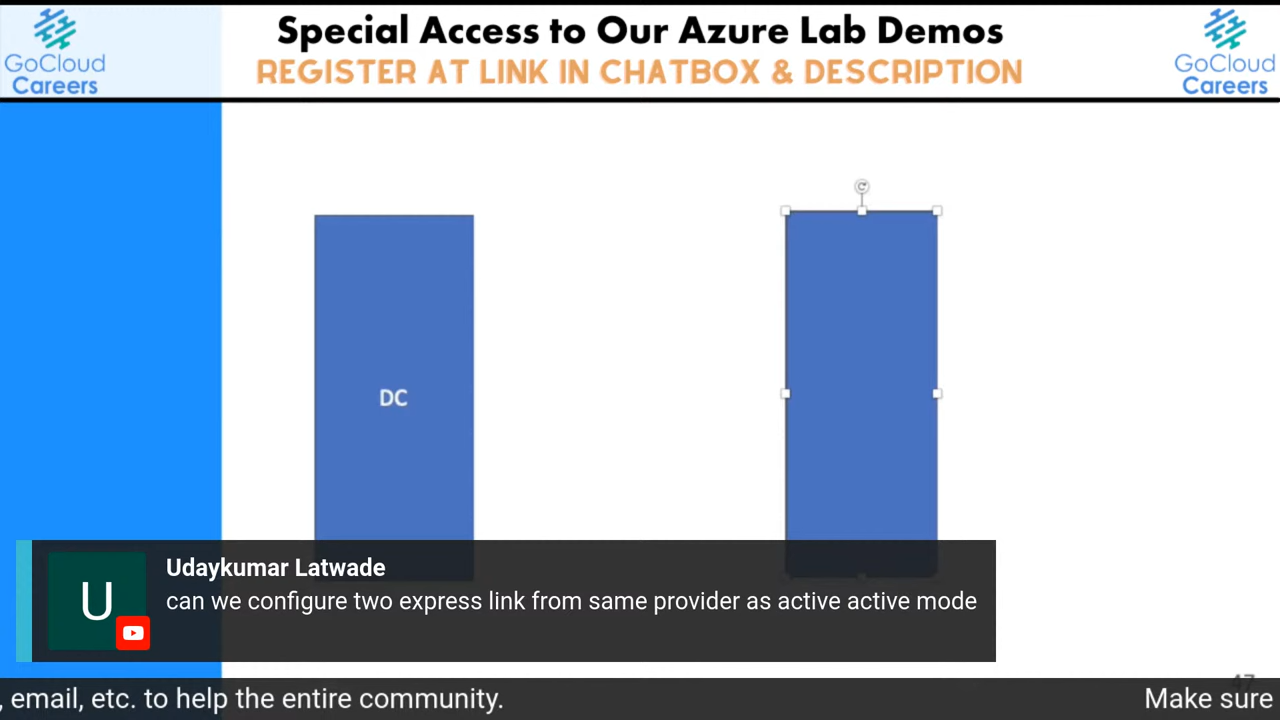 GoCloud
Careers
Special Access to Our Azure Lab Demos
REGISTER AT LINK IN CHATBOX & DESCRIPTION
GoCloud
Careers
DC
U
Udaykumar Latwade
can we configure two express link from same provider as active active mode
47
, email, etc. to help the entire community.
Make sure